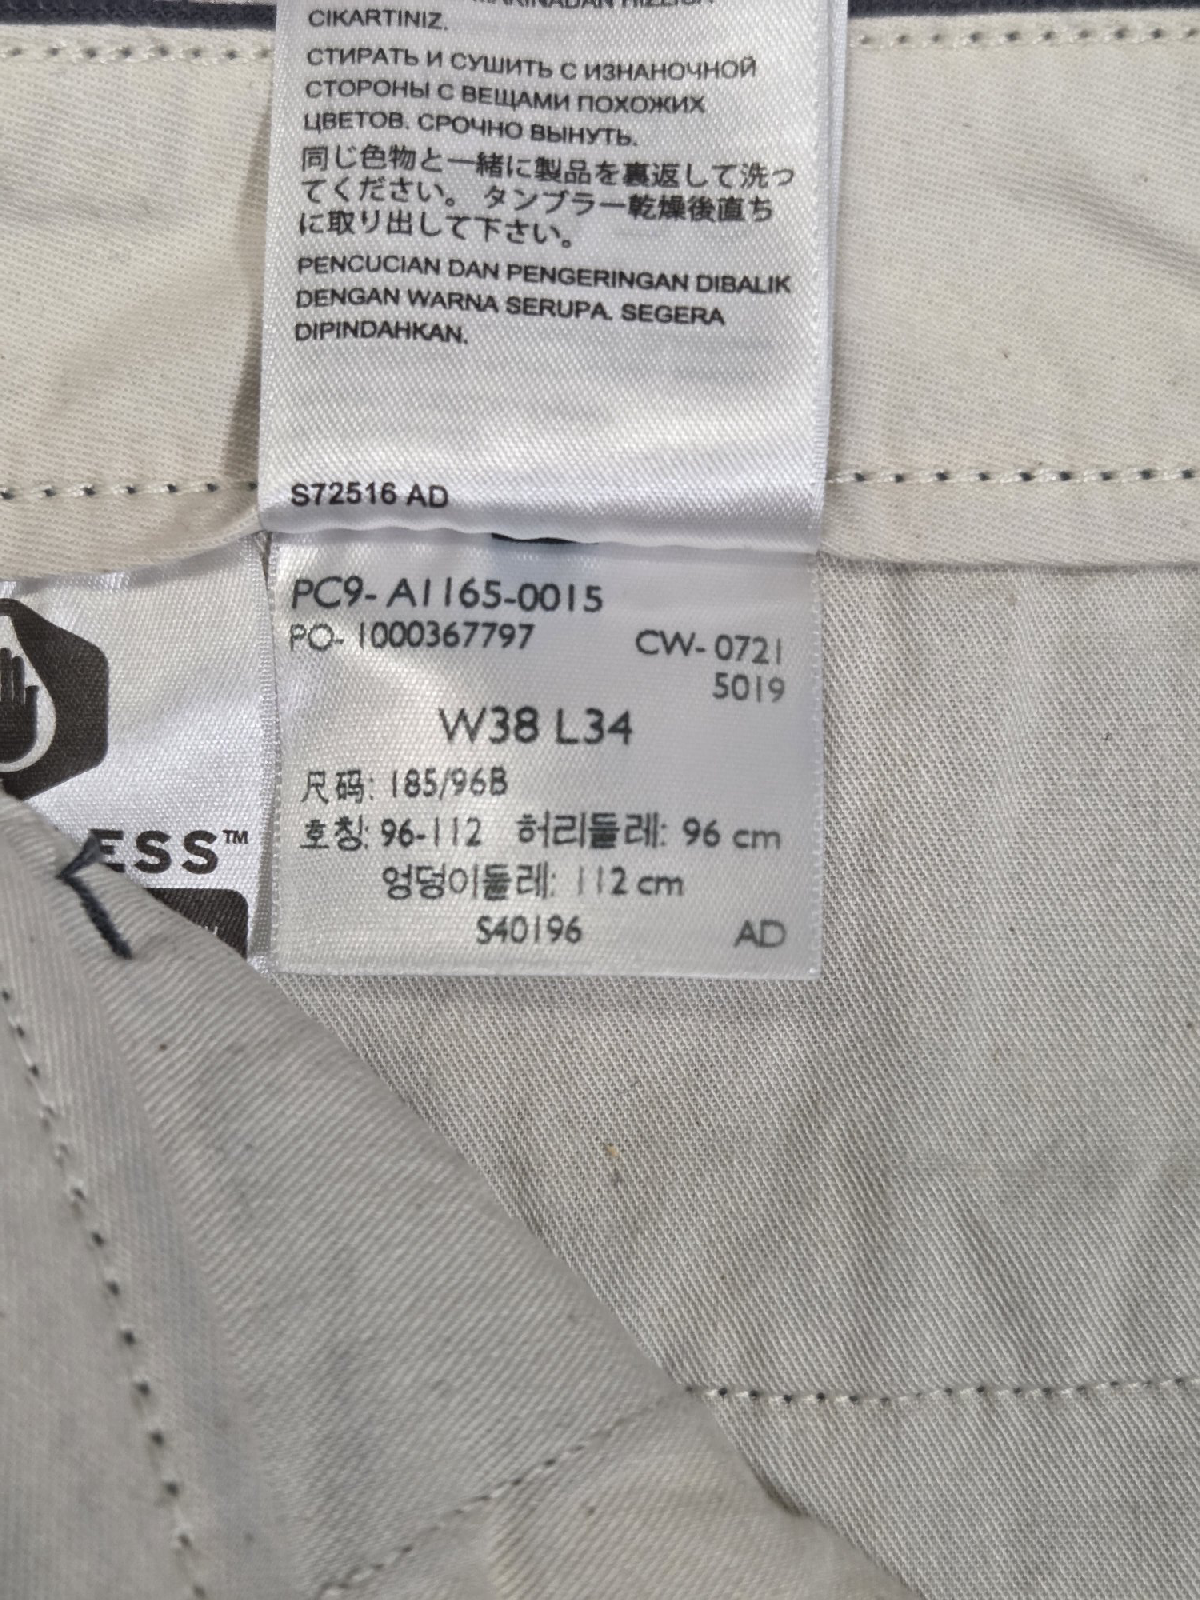 CIKARTINIZ.
СТИРАТЬ И СУШИТЬ С ИЗНАНОЧНОЙ
СТОРОНЫ С ВЕЩАМИ ПОХОЖИХ
ЦВЕТОВ. СРОЧНО ВЫНУТЬ.
同じ色物と一緒に製品を裏返して洗っ
てください。 タンブラー乾燥後直ち
に取り出して下さい。
PENCUCIAN DAN PENGERINGAN DIBALIK
DENGAN WARNA SERUPA. SEGERA
DIPINDAHKAN.
S72516 AD
PC9- A1165-0015
PO- 1000367797 CW- 0721
5019
W38 L34
尺码: 185/96B
호칭: 96-112 허리둘레: 96 cm
엉덩이둘레: 112 cm
S40196 AD
ESS™